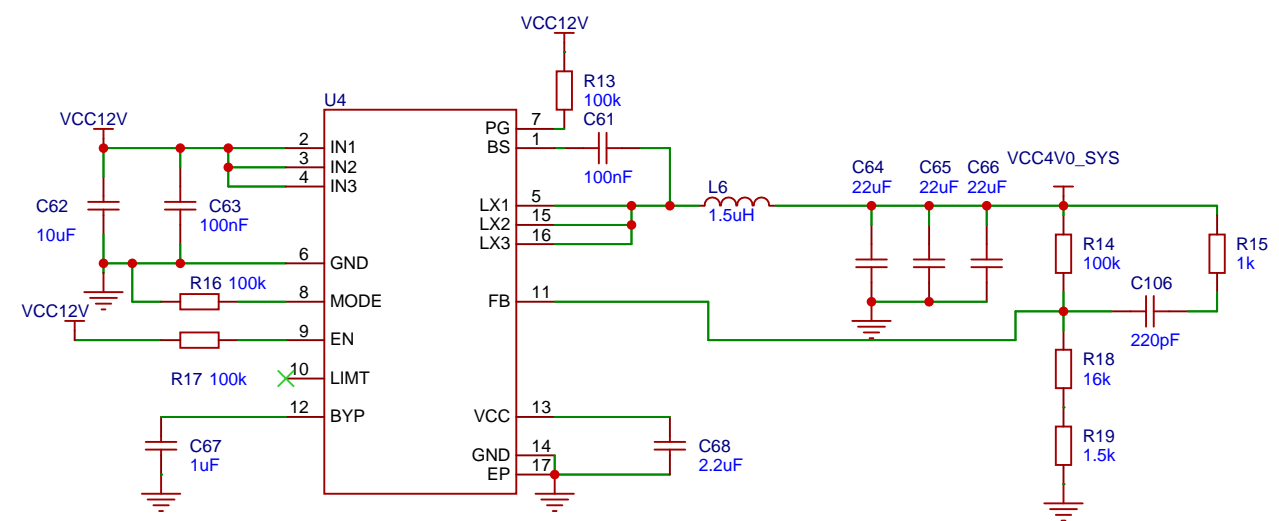 VCC12V
R13
100k
U4
C61
7
PG
1
BS
100nF
VCC12V
2
IN1
3
IN2
4
IN3
C62
10uF
C63
100nF
5
LX1
15
LX2
16
LX3
L6
1.5uH
C64
22uF
C65
22uF
C66
22uF
VCC4V0_SYS
R14
100k
R15
1k
6
GND
R16 100k
8
MODE
11
FB
C106
220pF
VCC12V
9
EN
R17 100k
10
LIMT
R18
16k
12
BYP
13
VCC
C67
1uF
14
GND
17
EP
C68
2.2uF
R19
1.5k